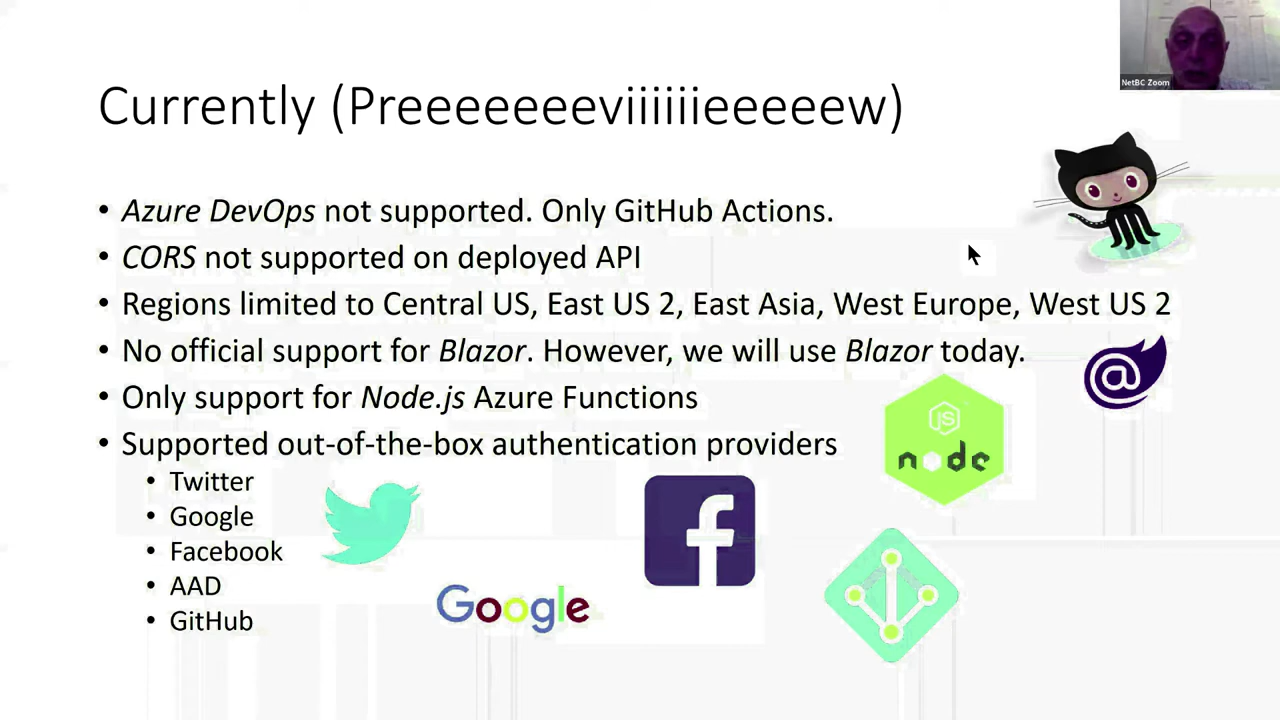 NetBC Zoom
Currently (Preeeeeeeviiiiiieeeeew)
• Azure DevOps not supported. Only GitHub Actions.
• CORS not supported on deployed API
• Regions limited to Central US, East US 2, East Asia, West Europe, West US 2
• No official support for Blazor. However, we will use Blazor today.
• Only support for Node.js Azure Functions
• Supported out-of-the-box authentication providers
• Twitter
• Google
• Facebook
• AAD
• GitHub
@
JS
node
f
Google